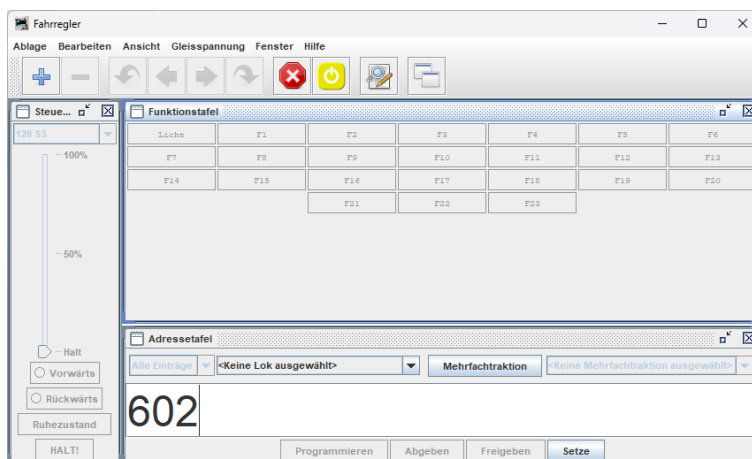 Fahrregler
Ablage Bearbeiten Ansicht Gleisspannung Fenster Hilfe
Steue...
128 SS
100%
50%
Halt
Vorwärts
Rückwärts
Ruhezustand
HALT!
Funktionstafel
Licht F1 F2 F3 F4 F5 F6
F7 F8 F9 F10 F11 F12 F13
F14 F15 F16 F17 F18 F19 F20
F21 F22 F23
Adressetafel
Alle Einträge <Keine Lok ausgewählt> Mehrfachtraktion <Keine Mehrfachtraktion ausgewählt>
602
Programmieren Abgeben Freigeben Setze